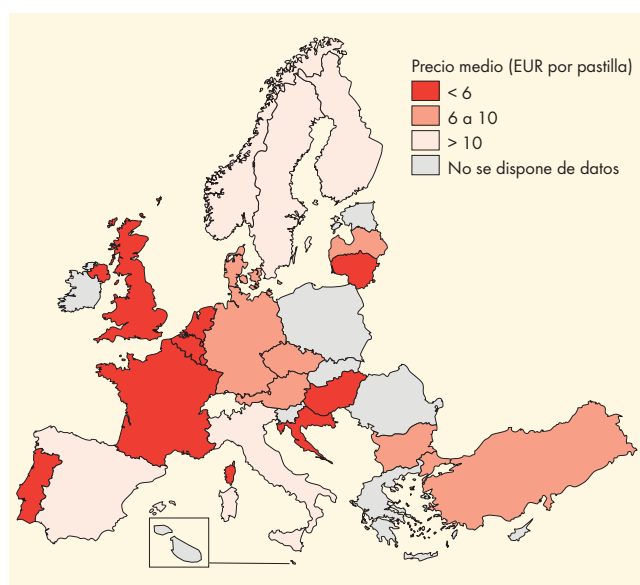 Precio medio (EUR por pastilla)
< 6
6 a 10
> 10
No se dispone de datos